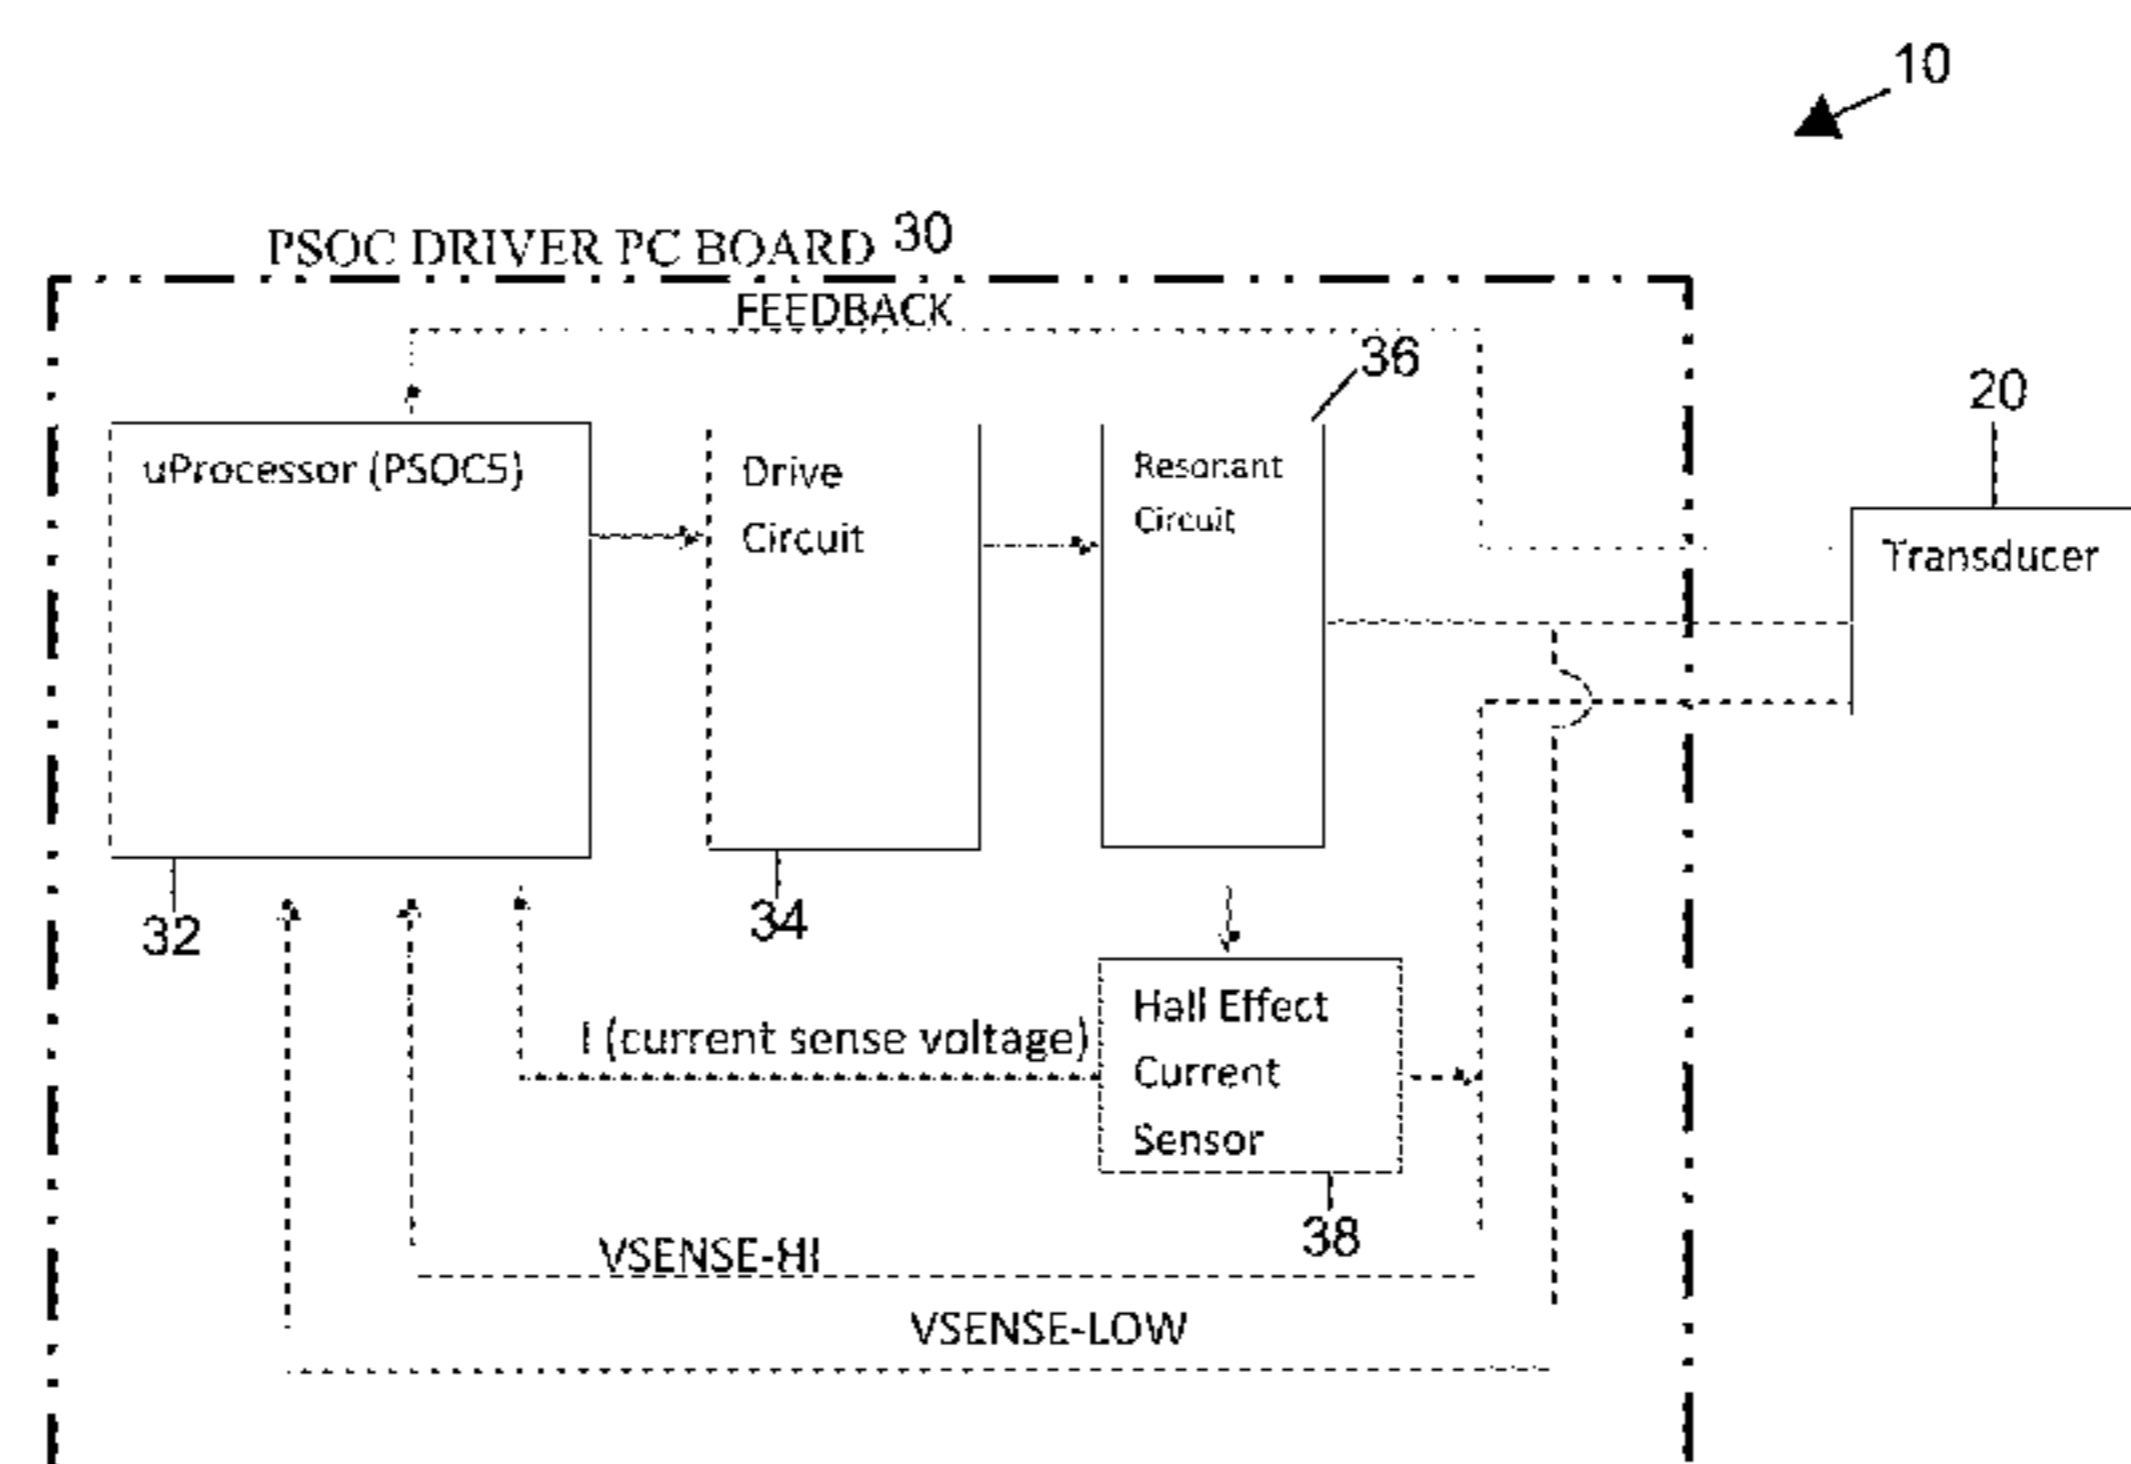 10
PSOC DRIVER PC BOARD 30
FEEDBACK
36
20
uProcessor (PSOC5)
Drive
Circuit
Resonant
Circuit
Transducer
32
34
I (current sense voltage)
Hall Effect
Current
Sensor
38
VSENSE-HI
VSENSE-LOW